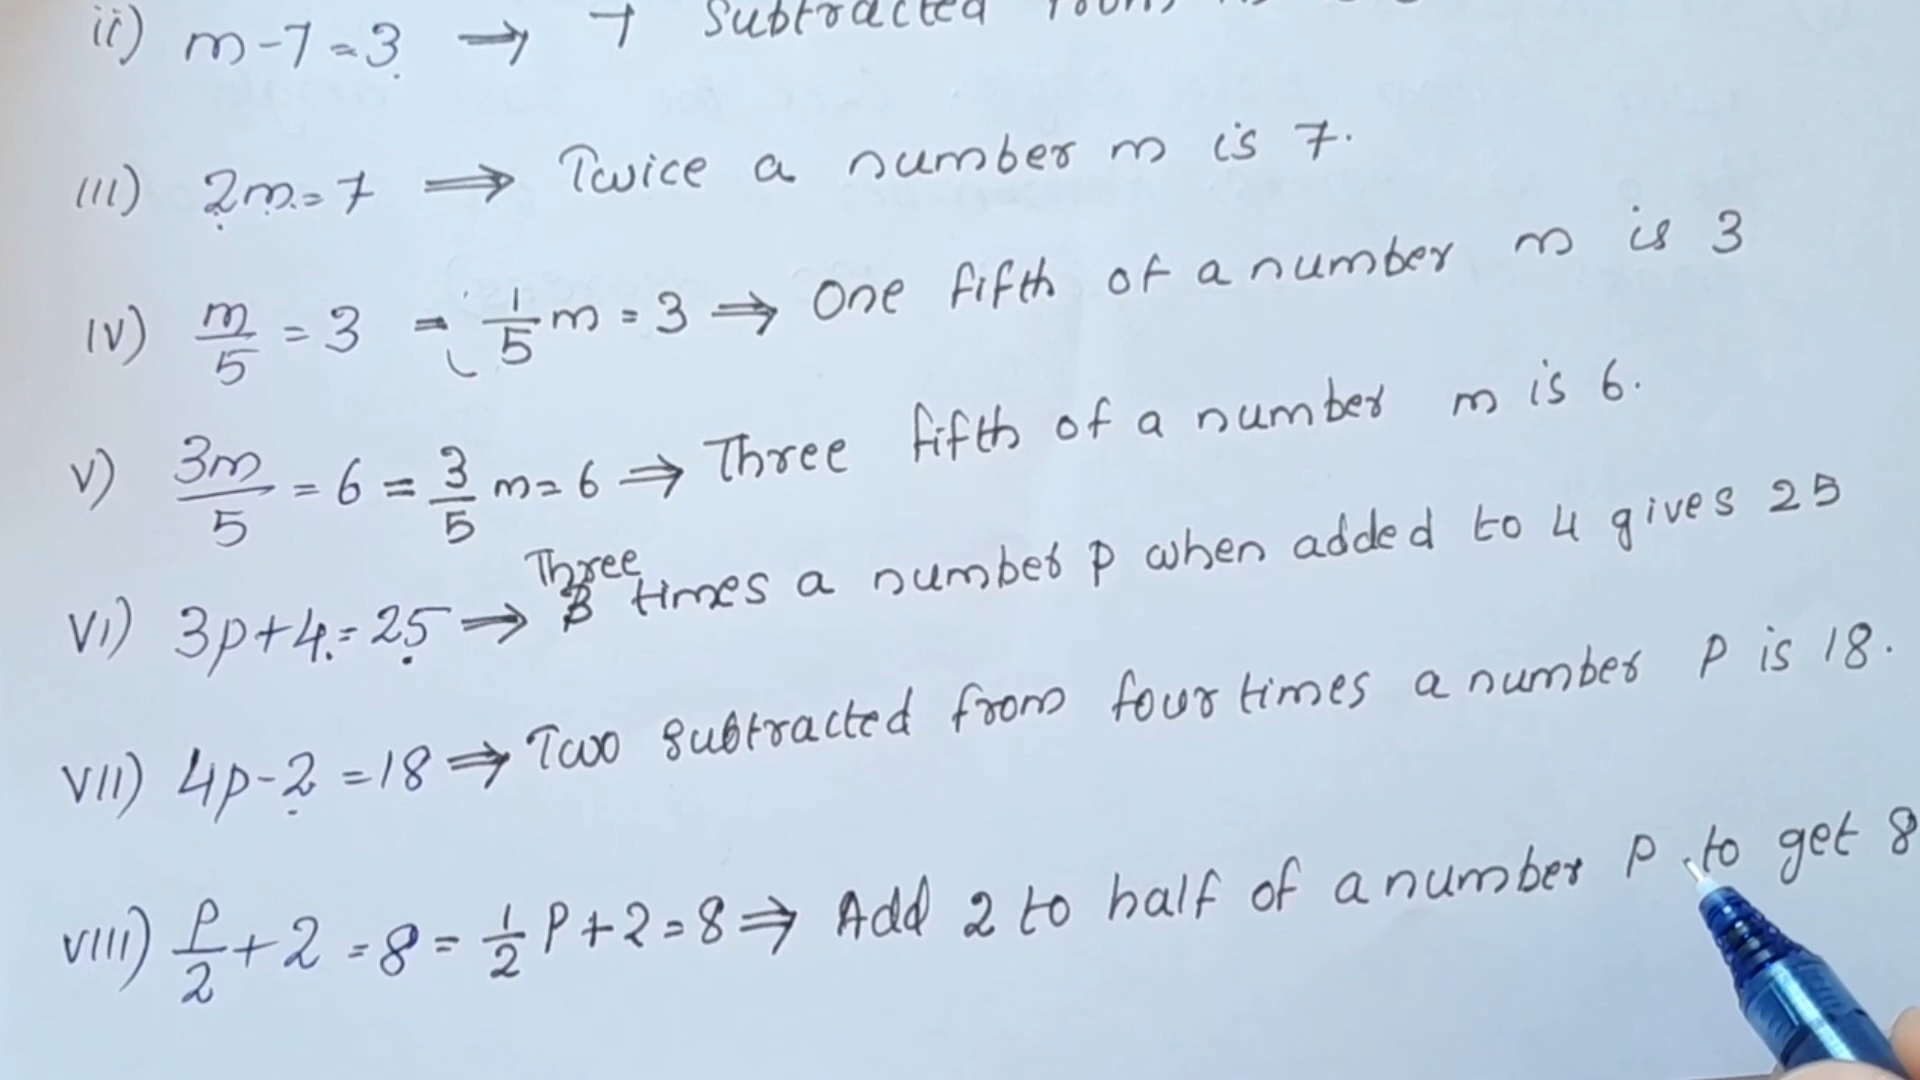 ii) m-7=3 → 7 Subtracted
iii) 2m=7 ⇒ Twice a number m is 7.
iv) m/5 = 3 = 1/5 m = 3 ⇒ One fifth of a number m is 3
v) 3m/5 = 6 = 3/5 m = 6 ⇒ Three fifth of a number m is 6.
vi) 3p+4=25 ⇒ Three times a number p when added to 4 gives 25
vii) 4p-2=18 ⇒ Two subtracted from four times a number P is 18.
viii) P/2 + 2 = 8 = 1/2 P + 2 = 8 ⇒ Add 2 to half of a number P to get 8